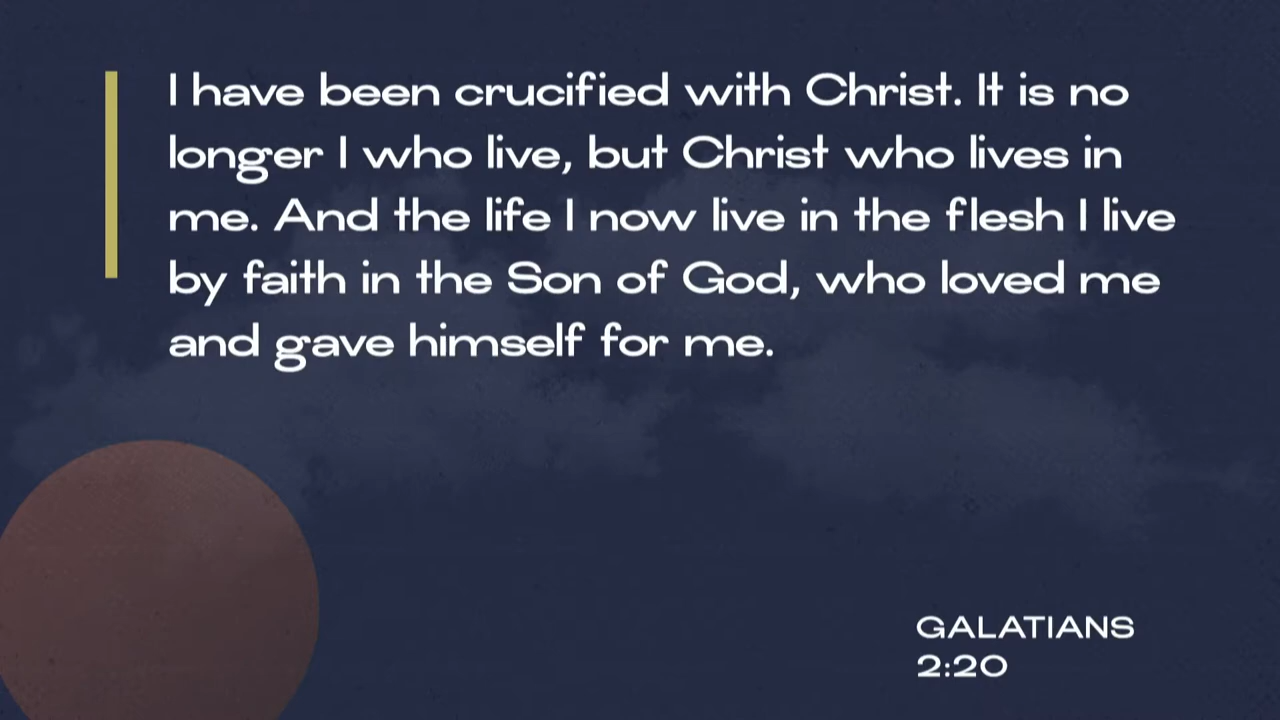 I have been crucified with Christ. It is no
longer I who live, but Christ who lives in
me. And the life I now live in the flesh I live
by faith in the Son of God, who loved me
and gave himself for me.
GALATIANS
2:20